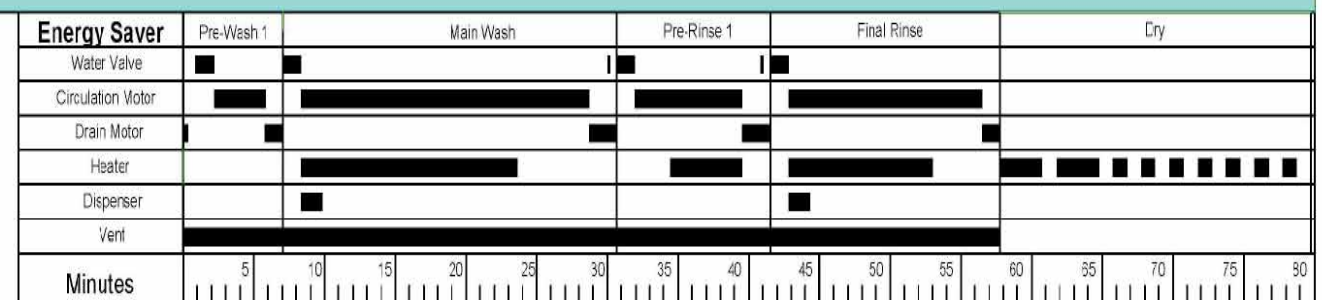 Energy Saver Pre-Wash 1 Main Wash Pre-Rinse 1 Final Rinse Dry
Water Valve
Circulation Motor
Drain Motor
Heater
Dispenser
Vent
Minutes 5 10 15 20 25 30 35 40 45 50 55 60 65 70 75 80